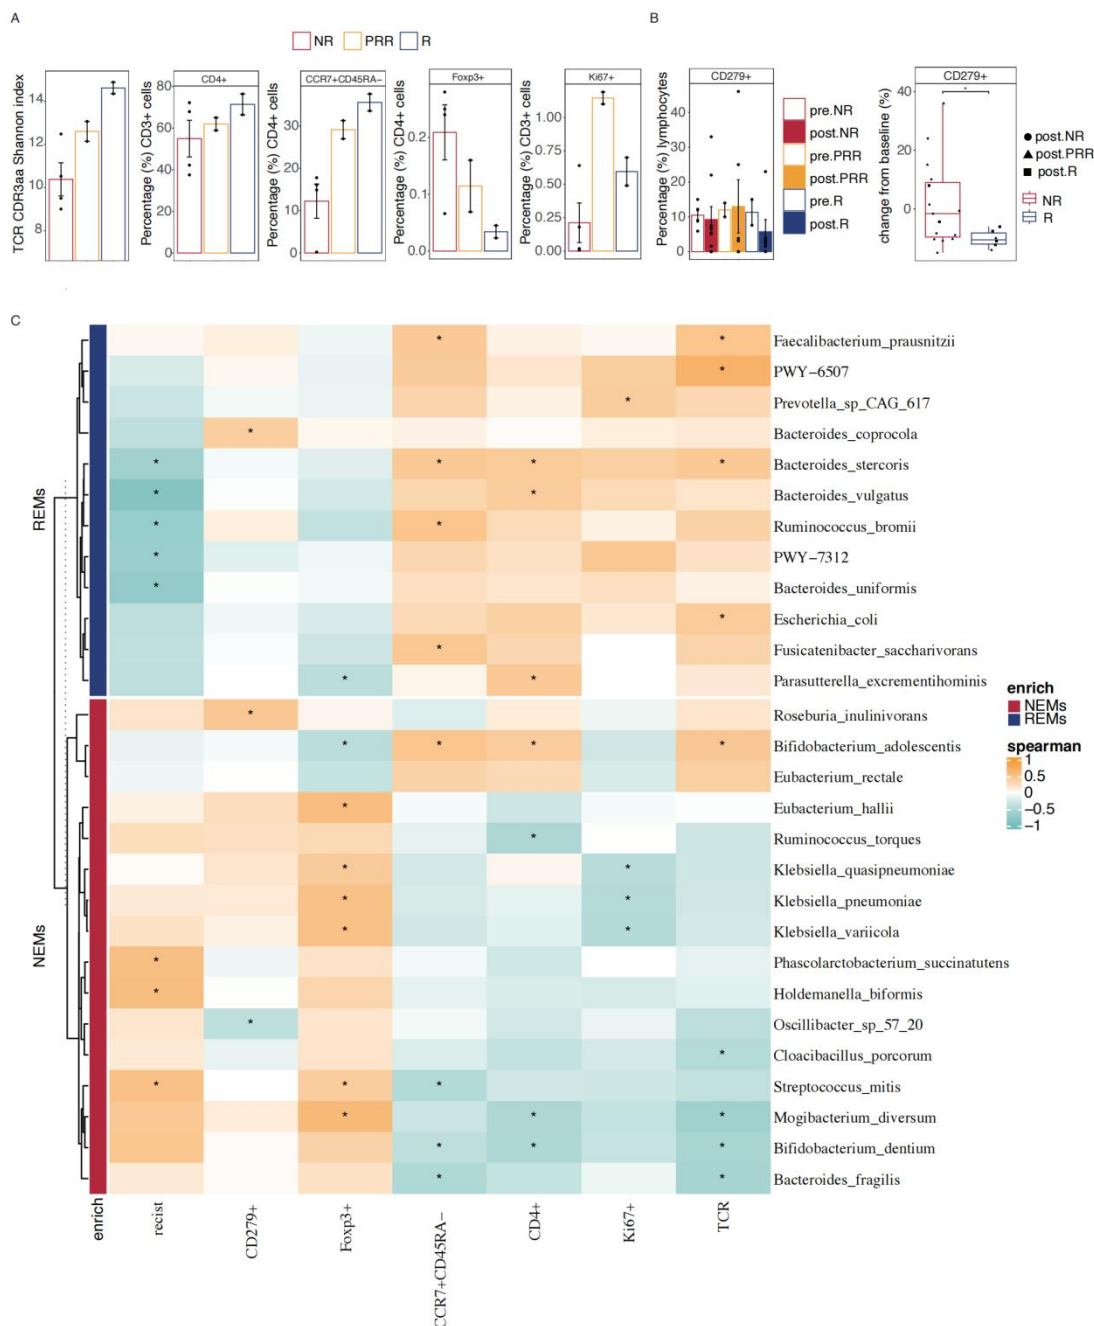 A
B
NR PRR R
TCR CDR3aa Shannon index
14
12
10
8
Percentage (%) CD3+ cells
CD4+
80
60
40
20
0
Percentage (%) CD4+ cells
CCR7+CD45RA−
30
20
10
0
Percentage (%) CD4+ cells
Foxp3+
0.2
0.1
0.0
Percentage (%) CD3+ cells
Ki67+
1.00
0.75
0.50
0.25
0.00
Percentage (%) lymphocytes
CD279+
40
30
20
10
0
pre.NR
post.NR
pre.PRR
post.PRR
pre.R
post.R
change from baseline (%)
CD279+
*
40
20
0
post.NR
post.PRR
post.R
NR
R
C
REMs
NEMs
Faecalibacterium_prausnitzii
PWY−6507
Prevotella_sp_CAG_617
Bacteroides_coprocola
Bacteroides_stercoris
Bacteroides_vulgatus
Ruminococcus_bromii
PWY−7312
Bacteroides_uniformis
Escherichia_coli
Fusicatenibacter_saccharivorans
Parasutterella_excrementihominis
Roseburia_inulinivorans
Bifidobacterium_adolescentis
Eubacterium_rectale
Eubacterium_hallii
Ruminococcus_torques
Klebsiella_quasipneumoniae
Klebsiella_pneumoniae
Klebsiella_variicola
Phascolarctobacterium_succinatutens
Holdemanella_biformis
Oscillibacter_sp_57_20
Cloacibacillus_porcorum
Streptococcus_mitis
Mogibacterium_diversum
Bifidobacterium_dentium
Bacteroides_fragilis
enrich
NEMs
REMs
spearman
1
0.5
0
−0.5
−1
enrich
recist
CD279+
Foxp3+
CCR7+CD45RA−
CD4+
Ki67+
TCR